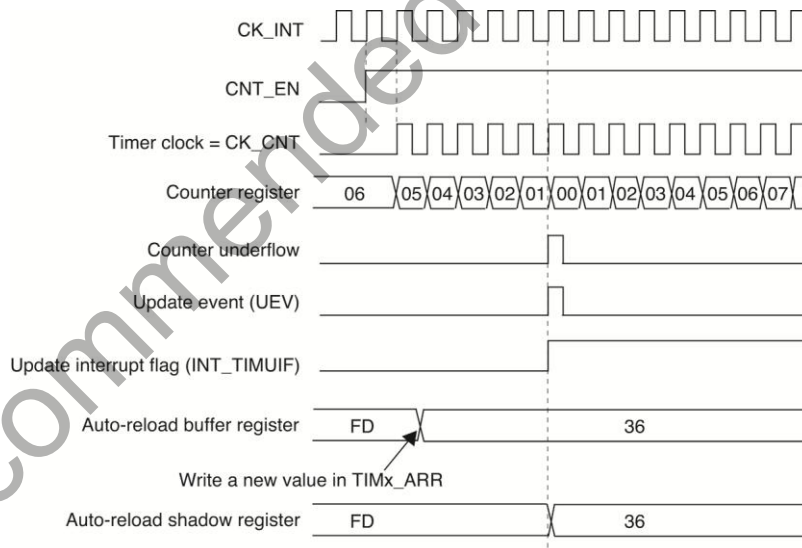 CK_INT
CNT_EN
Timer clock = CK_CNT
Counter register 06 05 04 03 02 01 00 01 02 03 04 05 06 07
Counter underflow
Update event (UEV)
Update interrupt flag (INT_TIMUIF)
Auto-reload buffer register FD 36
Write a new value in TIMx_ARR
Auto-reload shadow register FD 36
commended